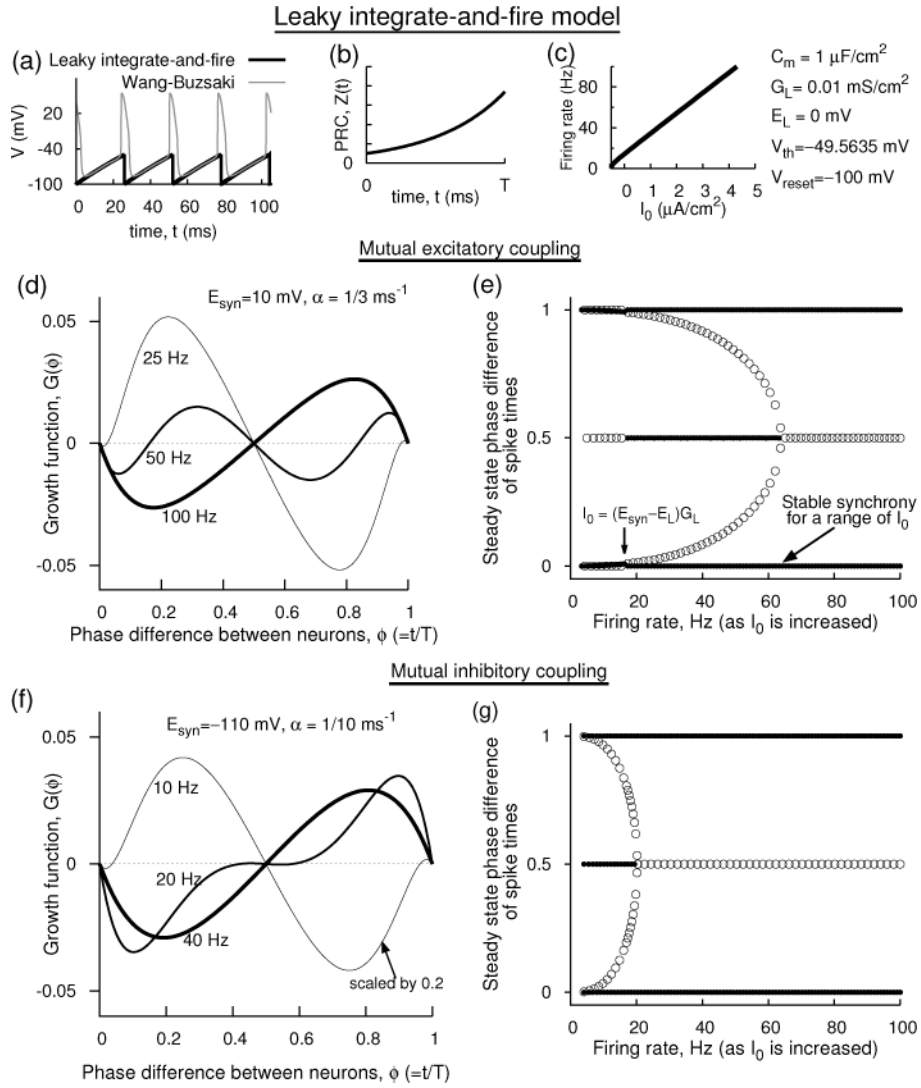 Leaky integrate-and-fire model
(a)
Leaky integrate-and-fire
Wang-Buzsaki
V (mV)
20
-40
-100
0 20 40 60 80 100
time, t (ms)
(b)
PRC, Z(t)
0
0 T
time, t (ms)
(c)
Firing rate (Hz)
80
40
0
0 1 2 3 4 5
I0 (μA/cm²)
Cm = 1 μF/cm²
GL= 0.01 mS/cm²
EL = 0 mV
Vth=−49.5635 mV
Vreset=−100 mV
Mutual excitatory coupling
(d)
Esyn=10 mV, α = 1/3 ms⁻¹
Growth function, G(ϕ)
0.05
0
-0.05
25 Hz
50 Hz
100 Hz
0 0.2 0.4 0.6 0.8 1
Phase difference between neurons, ϕ (=t/T)
(e)
Steady state phase difference
of spike times
1
0.5
0
I0 = (Esyn−EL)GL
Stable synchrony
for a range of I0
0 20 40 60 80 100
Firing rate, Hz (as I0 is increased)
Mutual inhibitory coupling
(f)
Esyn=−110 mV, α = 1/10 ms⁻¹
Growth function, G(ϕ)
0.05
0
-0.05
10 Hz
20 Hz
40 Hz
scaled by 0.2
0 0.2 0.4 0.6 0.8 1
Phase difference between neurons, ϕ (=t/T)
(g)
Steady state phase difference
of spike times
1
0.5
0
0 20 40 60 80 100
Firing rate, Hz (as I0 is increased)